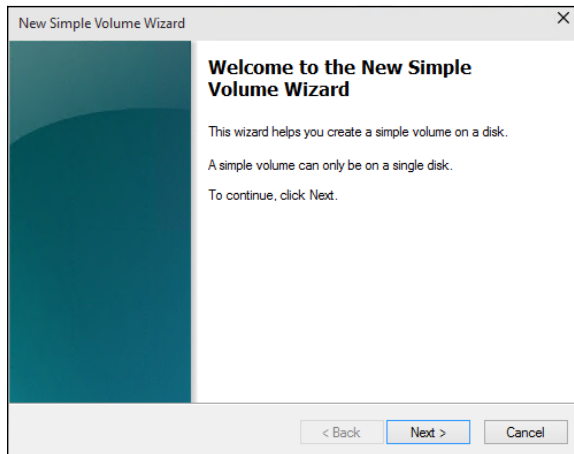 New Simple Volume Wizard
Welcome to the New Simple
Volume Wizard
This wizard helps you create a simple volume on a disk.
A simple volume can only be on a single disk.
To continue, click Next.
< Back
Next >
Cancel